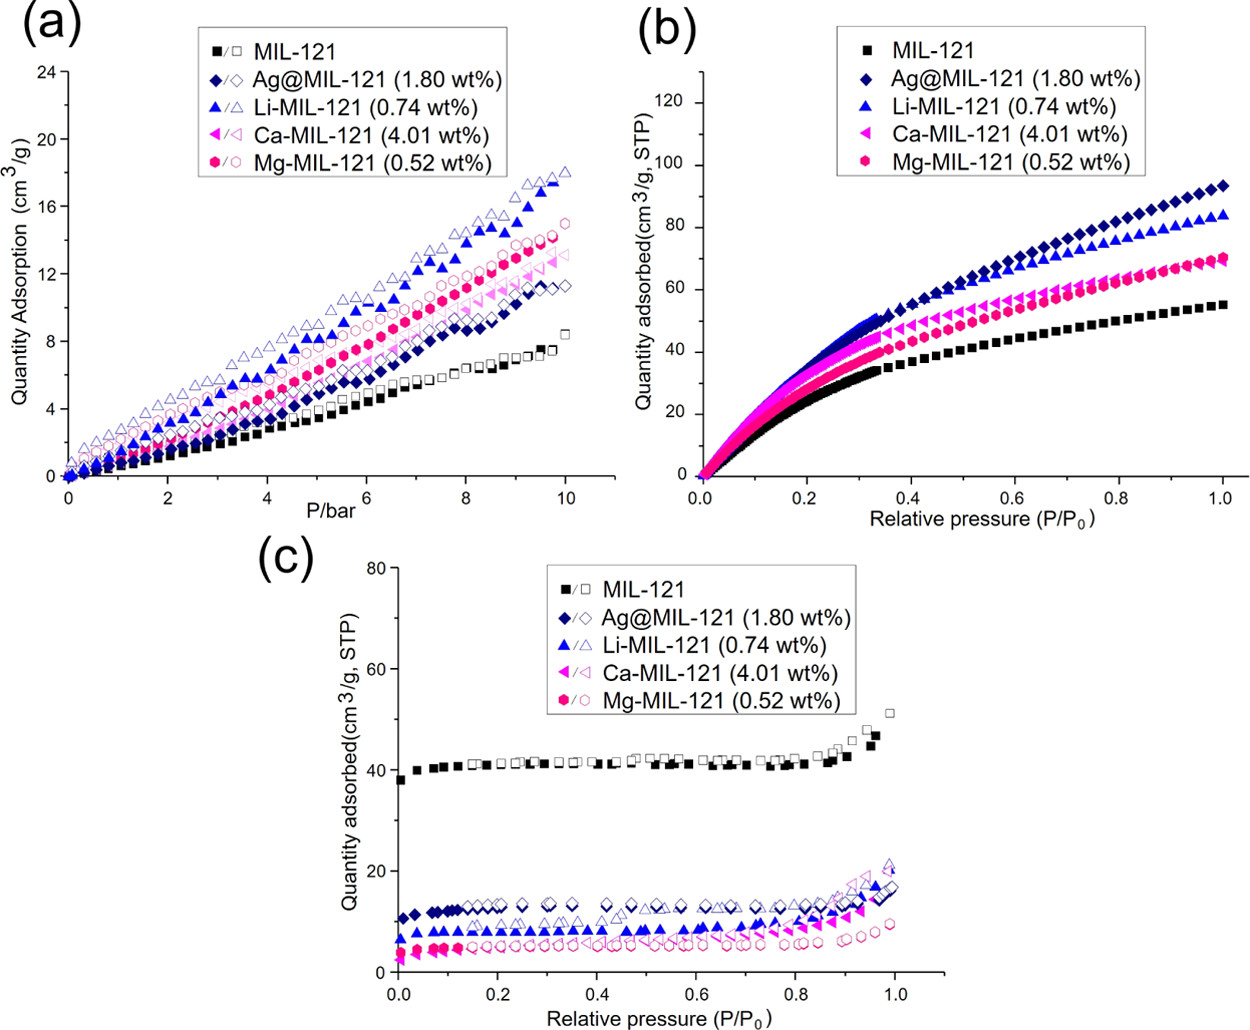 (a)
■/□ MIL-121
◆/◇ Ag@MIL-121 (1.80 wt%)
▲/△ Li-MIL-121 (0.74 wt%)
◀/◁ Ca-MIL-121 (4.01 wt%)
⬢/⬡ Mg-MIL-121 (0.52 wt%)
Quantity Adsorption (cm³/g)
24
20
16
12
8
4
0
0 2 4 6 8 10
P/bar
(b)
■ MIL-121
◆ Ag@MIL-121 (1.80 wt%)
▲ Li-MIL-121 (0.74 wt%)
◀ Ca-MIL-121 (4.01 wt%)
⬢ Mg-MIL-121 (0.52 wt%)
Quantity adsorbed(cm³/g, STP)
120
100
80
60
40
20
0
0.0 0.2 0.4 0.6 0.8 1.0
Relative pressure (P/P₀)
(c)
■/□ MIL-121
◆/◇ Ag@MIL-121 (1.80 wt%)
▲/△ Li-MIL-121 (0.74 wt%)
◀/◁ Ca-MIL-121 (4.01 wt%)
⬢/⬡ Mg-MIL-121 (0.52 wt%)
Quantity adsorbed(cm³/g, STP)
80
60
40
20
0
0.0 0.2 0.4 0.6 0.8 1.0
Relative pressure (P/P₀)